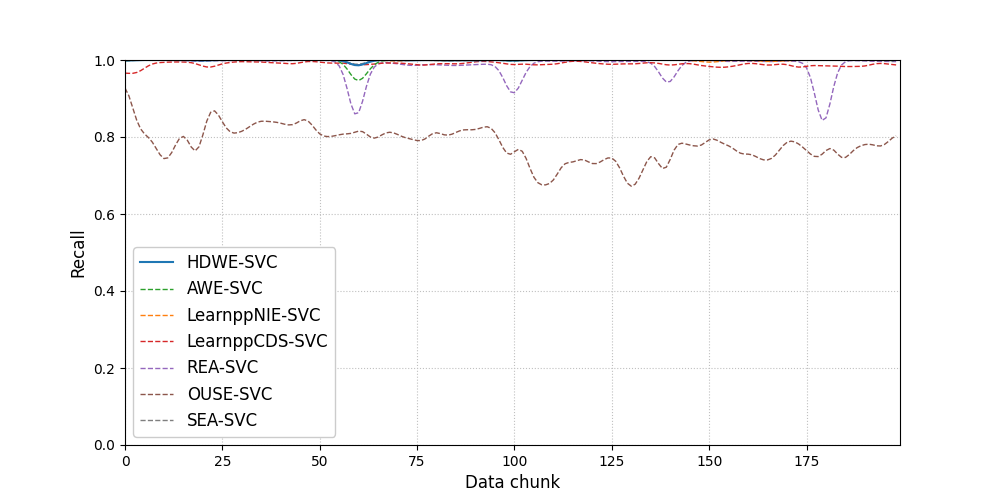 1.0
0.8
0.6
0.4
0.2
0.0
Recall
HDWE-SVC
AWE-SVC
LearnppNIE-SVC
LearnppCDS-SVC
REA-SVC
OUSE-SVC
SEA-SVC
0 25 50 75 100 125 150 175
Data chunk